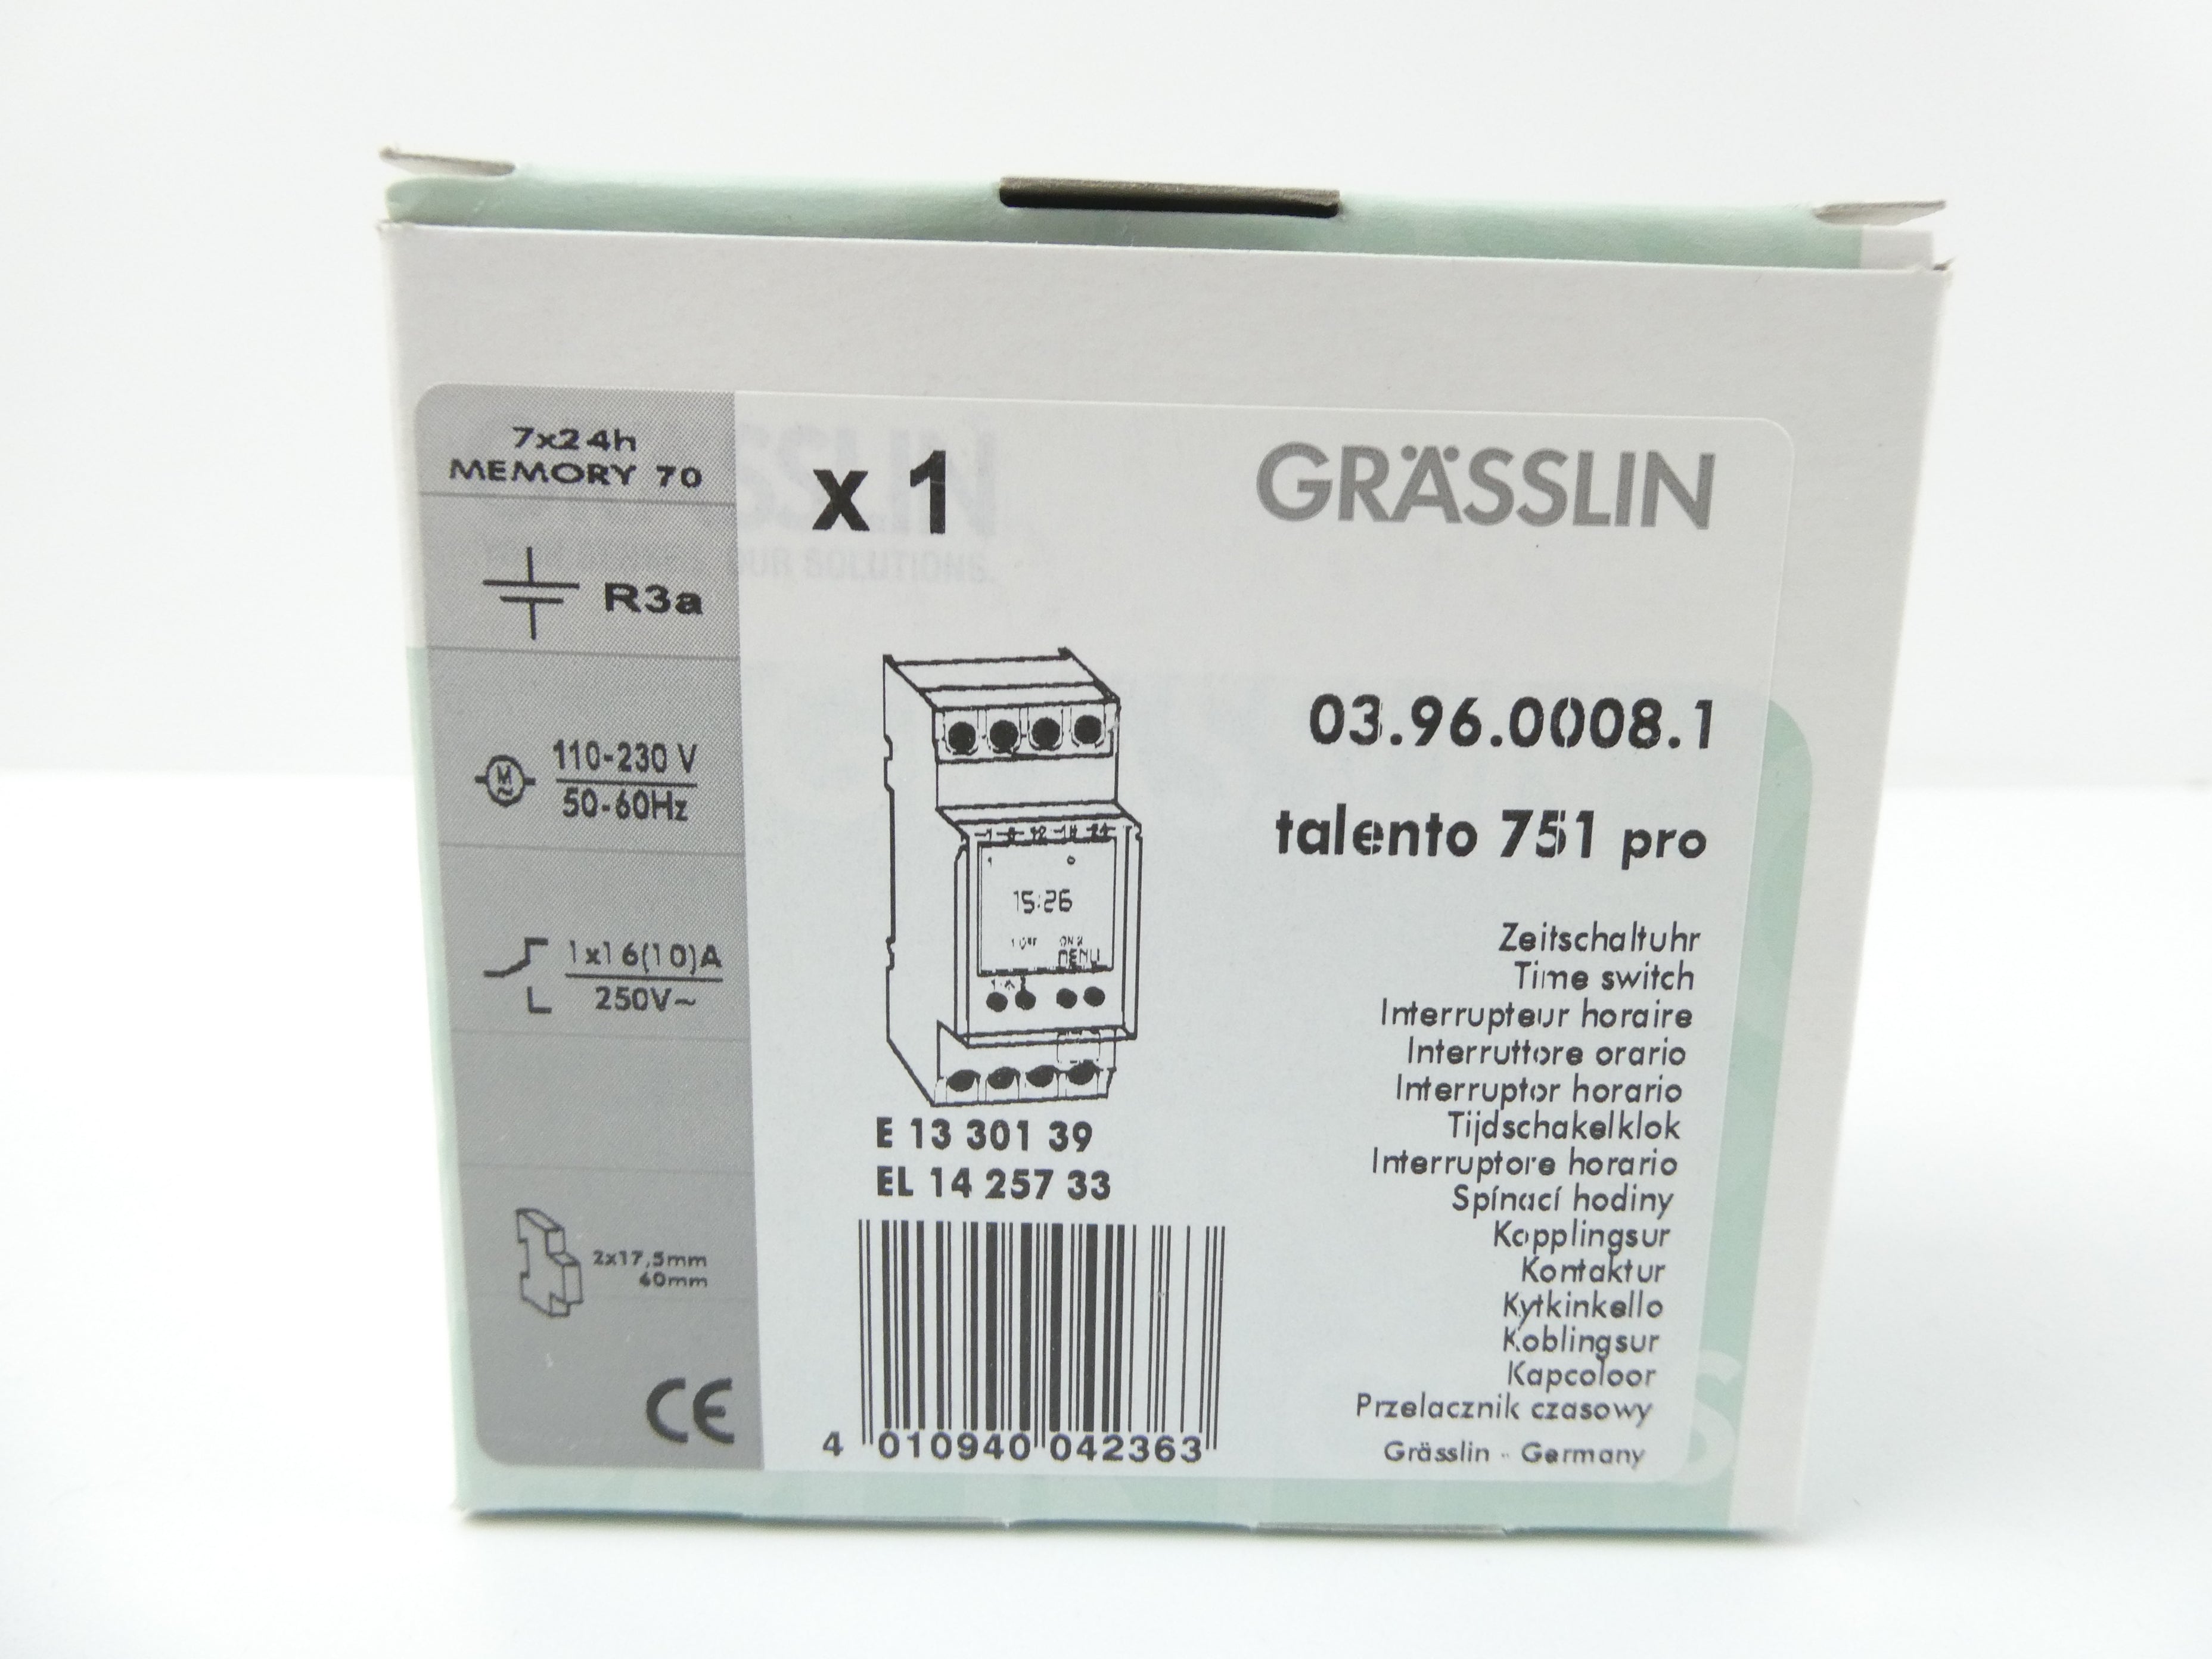 7x24h
MEMORY 70
R3a
M
110-230 V
50-60Hz
1x16(10)A
250V~
2x17,5mm
60mm
CE
x 1
GRÄSSLIN
OUR SOLUTIONS.
03.96.0008.1
talento 751 pro
15:26
MENU
E 13 301 39
EL 14 257 33
4 010940 042363
Zeitschaltuhr
Time switch
Interrupteur horaire
Interruttore orario
Interruptor horario
Tijdschakelklok
Interruptore horario
Spínací hodiny
Kopplingsur
Kontaktur
Kytkinkello
Koblingsur
Kapcoloor
Przelacznik czasowy
Grässlin - Germany